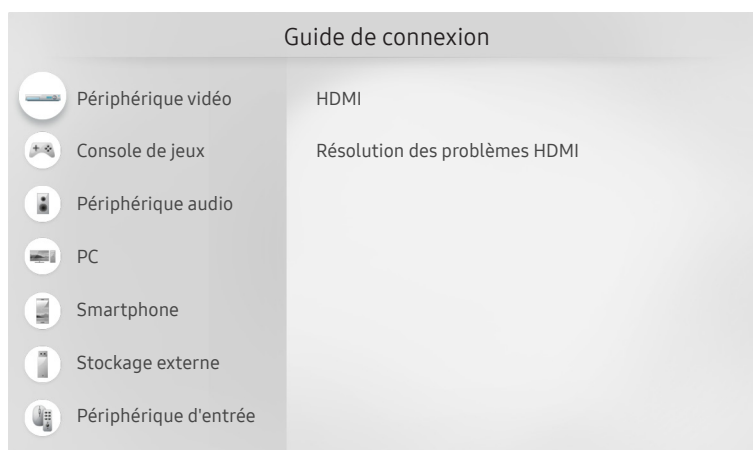 Guide de connexion
Périphérique vidéo
Console de jeux
Périphérique audio
PC
Smartphone
Stockage externe
Périphérique d'entrée
HDMI
Résolution des problèmes HDMI